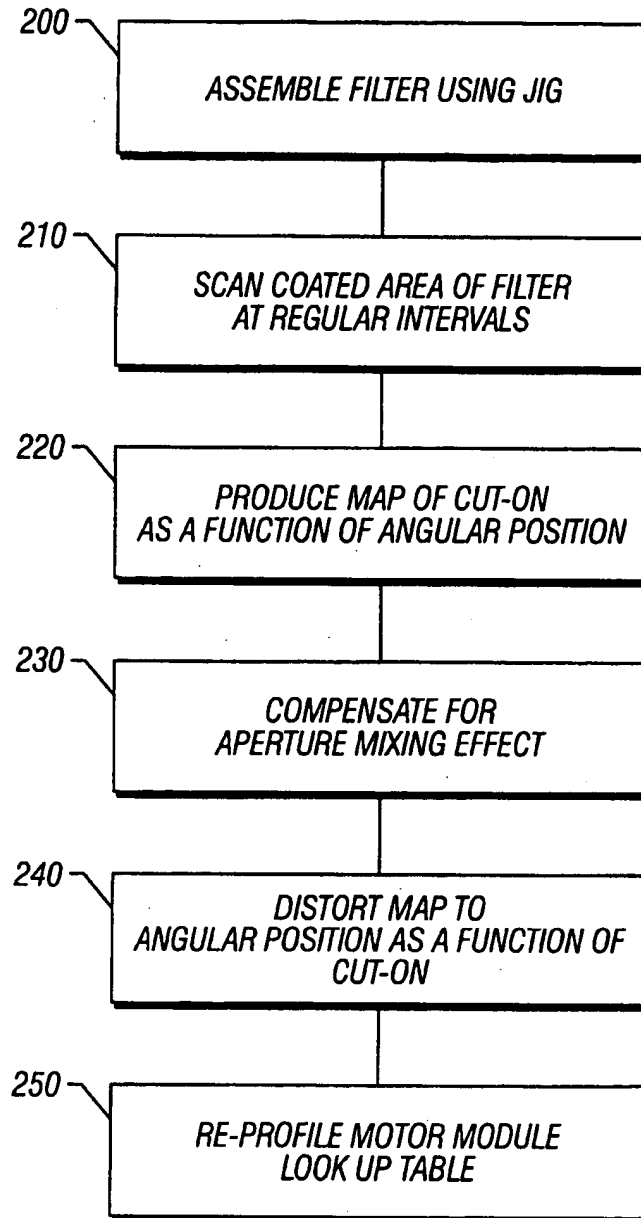 200
ASSEMBLE FILTER USING JIG
210
SCAN COATED AREA OF FILTER
AT REGULAR INTERVALS
220
PRODUCE MAP OF CUT-ON
AS A FUNCTION OF ANGULAR POSITION
230
COMPENSATE FOR
APERTURE MIXING EFFECT
240
DISTORT MAP TO
ANGULAR POSITION AS A FUNCTION OF
CUT-ON
250
RE-PROFILE MOTOR MODULE
LOOK UP TABLE